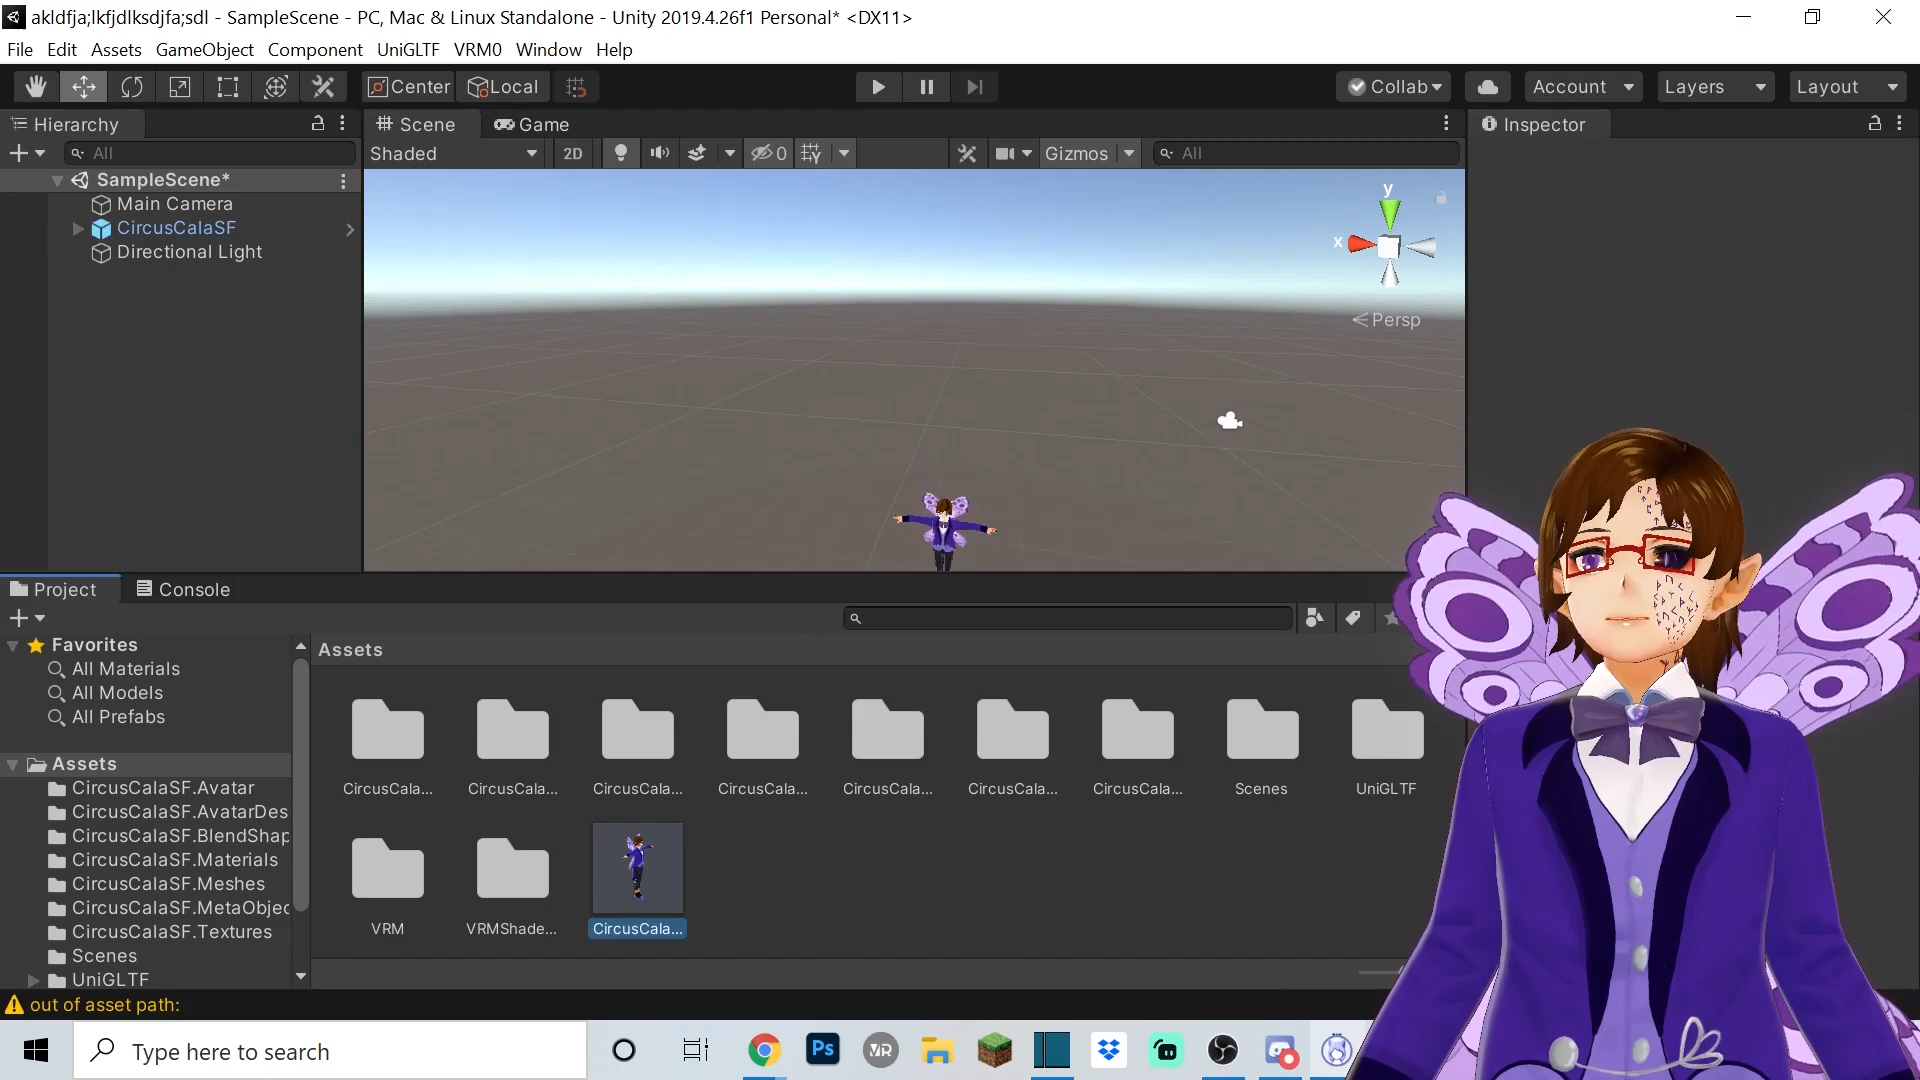 akldfja;lkfjdlksdjfa;sdl - SampleScene - PC, Mac & Linux Standalone - Unity 2019.4.26f1 Personal* <DX11>
File Edit Assets GameObject Component UniGLTF VRM0 Window Help
Center Local Collab Account Layers Layout
Hierarchy Scene Game Inspector
All Shaded 2D 0 Gizmos All
SampleScene*
Main Camera
CircusCalaSF
Directional Light
y
x
Persp
Project Console
Favorites
All Materials
All Models
All Prefabs
Assets
CircusCalaSF.Avatar
CircusCalaSF.AvatarDes
CircusCalaSF.BlendShap
CircusCalaSF.Materials
CircusCalaSF.Meshes
CircusCalaSF.MetaObjec
CircusCalaSF.Textures
Scenes
UniGLTF
Assets
CircusCala... CircusCala... CircusCala... CircusCala... CircusCala... CircusCala... CircusCala... Scenes UniGLTF
VRM VRMShade... CircusCala...
out of asset path:
Type here to search
Ps
VR